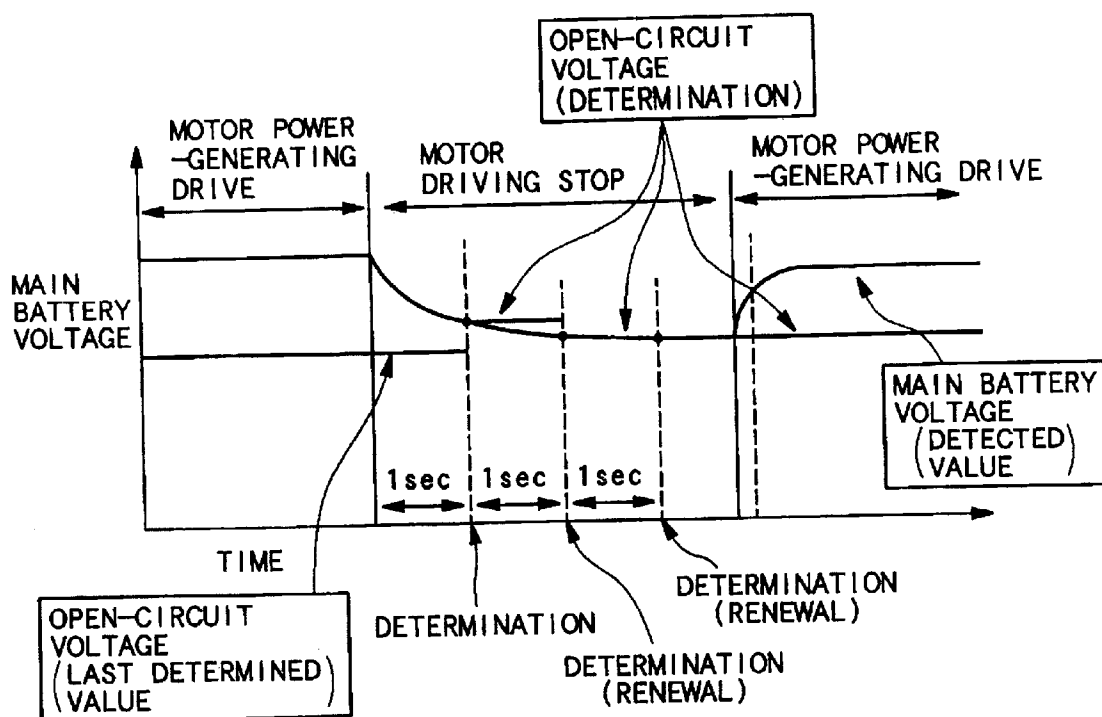 OPEN-CIRCUIT
VOLTAGE
(DETERMINATION)
MOTOR POWER
-GENERATING
DRIVE
MOTOR
DRIVING STOP
MOTOR POWER
-GENERATING DRIVE
MAIN
BATTERY
VOLTAGE
MAIN BATTERY
VOLTAGE
(DETECTED)
VALUE
1sec
1sec
1sec
TIME
OPEN-CIRCUIT
VOLTAGE
(LAST DETERMINED)
VALUE
DETERMINATION
DETERMINATION
(RENEWAL)
DETERMINATION
(RENEWAL)